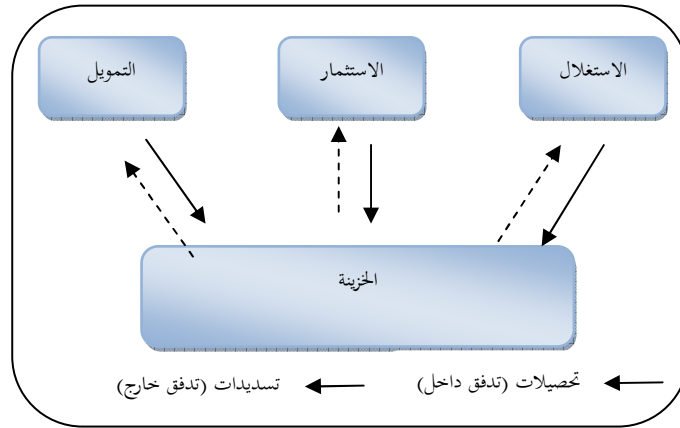 الاستغلال
الاستثمار
التمويل
الخزينة
تحصيلات (تدفق داخل)
تسديدات (تدفق خارج)